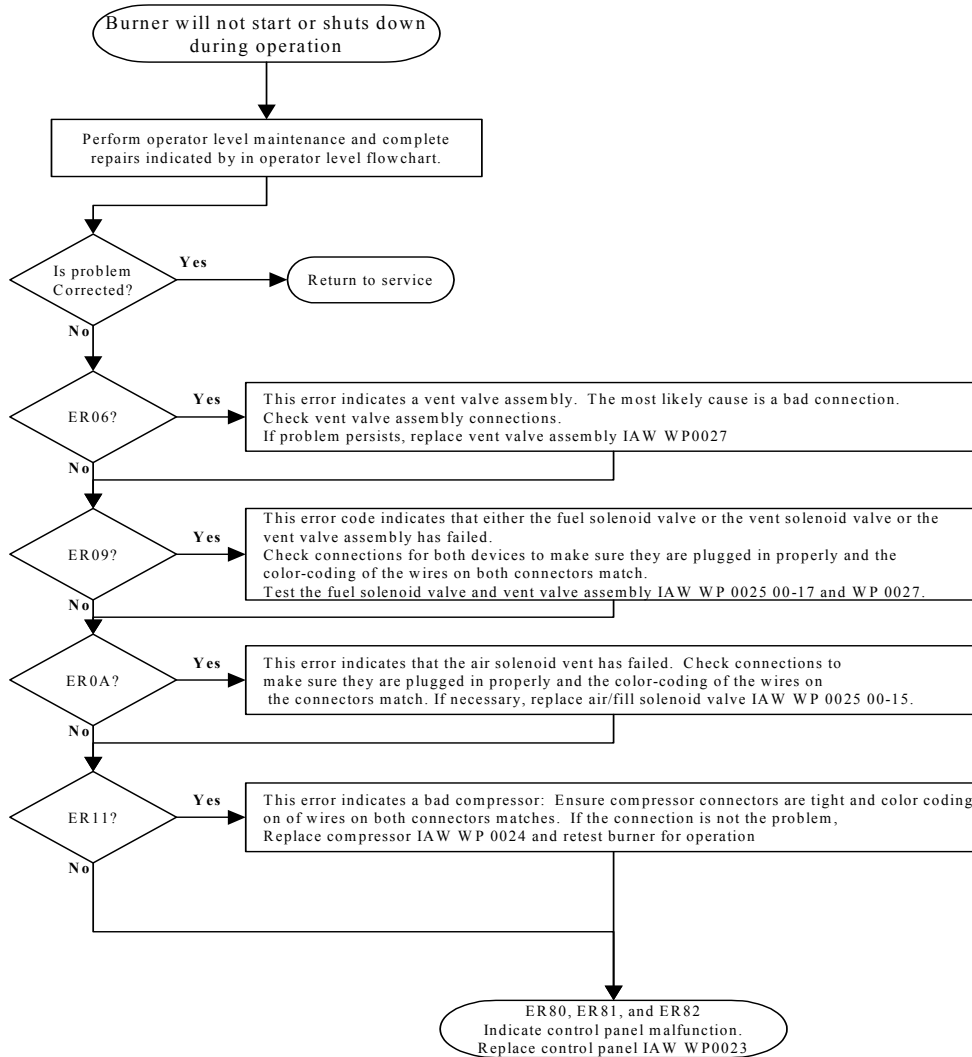 Burner will not start or shuts down
during operation
Perform operator level maintenance and complete
repairs indicated by in operator level flowchart.
Is problem
Corrected?
Yes
Return to service
No
ER06?
Yes
This error indicates a vent valve assembly. The most likely cause is a bad connection.
Check vent valve assembly connections.
If problem persists, replace vent valve assembly IAW WP0027
No
ER09?
Yes
This error code indicates that either the fuel solenoid valve or the vent solenoid valve or the
vent valve assembly has failed.
Check connections for both devices to make sure they are plugged in properly and the
color-coding of the wires on both connectors match.
Test the fuel solenoid valve and vent valve assembly IAW WP 0025 00-17 and WP 0027.
No
ER0A?
Yes
This error indicates that the air solenoid vent has failed. Check connections to
make sure they are plugged in properly and the color-coding of the wires on
the connectors match. If necessary, replace air/fill solenoid valve IAW WP 0025 00-15.
No
ER11?
Yes
This error indicates a bad compressor: Ensure compressor connectors are tight and color coding
on of wires on both connectors matches. If the connection is not the problem,
Replace compressor IAW WP 0024 and retest burner for operation
No
ER80, ER81, and ER82
Indicate control panel malfunction.
Replace control panel IAW WP0023